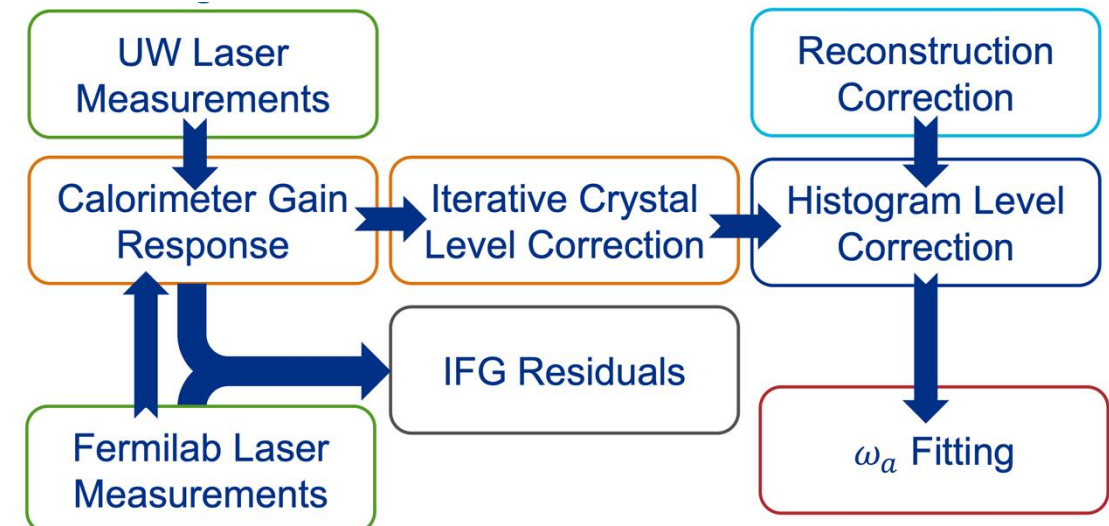 UW Laser
Measurements
Reconstruction
Correction
Calorimeter Gain
Response
Iterative Crystal
Level Correction
Histogram Level
Correction
IFG Residuals
Fermilab Laser
Measurements
ωₐ Fitting